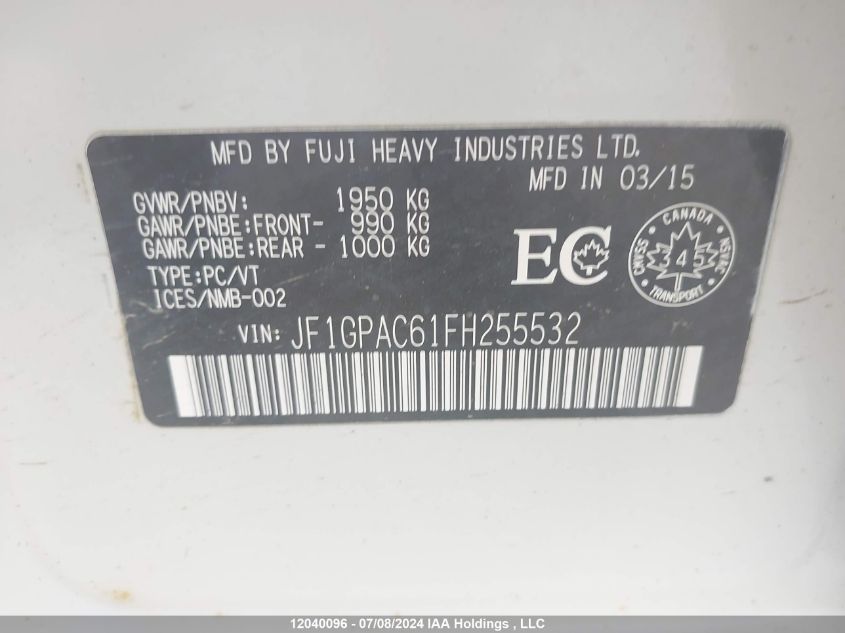 MFD BY FUJI HEAVY INDUSTRIES LTD.
MFD IN 03/15
GVWR/PNBV: 1950 KG
GAWR/PNBE:FRONT- 990 KG
GAWR/PNBE:REAR - 1000 KG
TYPE:PC/VT
ICES/NMB-002
EC
CANADA
CMVSS
345
NSVAC
TRANSPORT
VIN: JF1GPAC61FH255532
12040096 - 07/08/2024 IAA Holdings , LLC